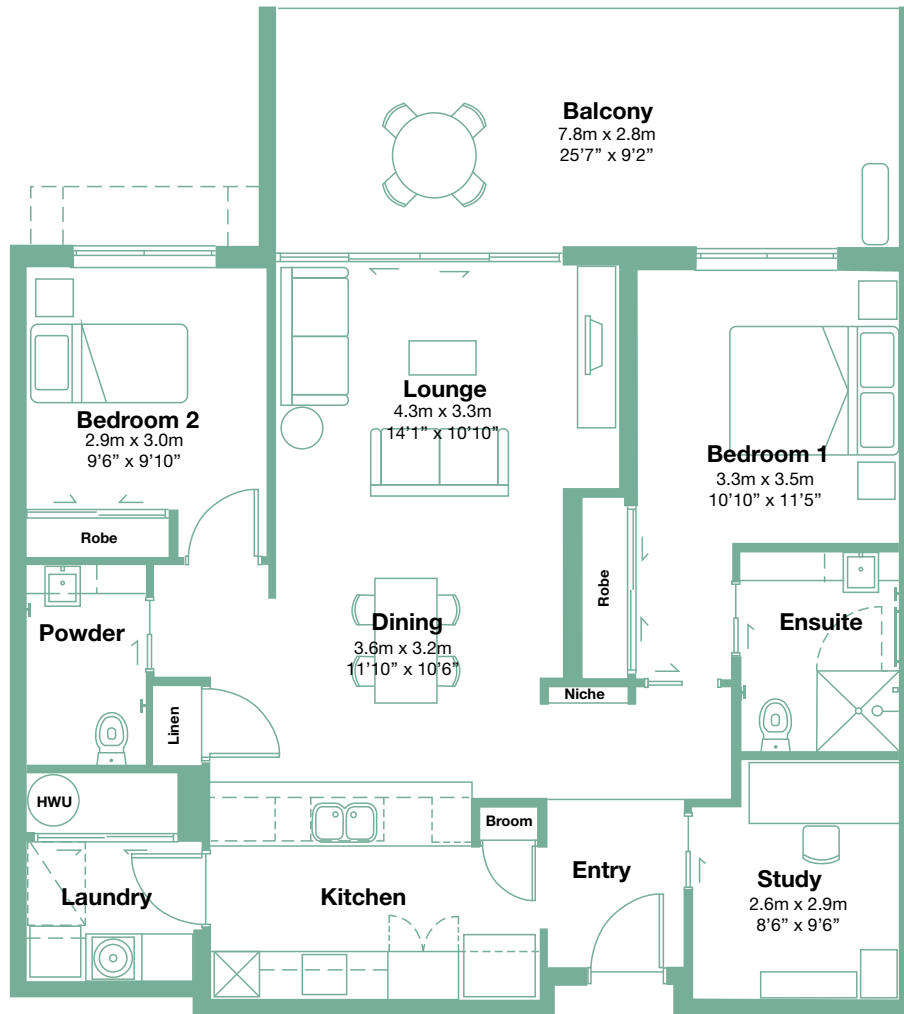 Balcony
7.8m x 2.8m
25’7” x 9’2”
Lounge
4.3m x 3.3m
14’1” x 10’10”
Bedroom 2
2.9m x 3.0m
9’6” x 9’10”
Bedroom 1
3.3m x 3.5m
10’10” x 11’5”
Robe
Robe
Powder
Dining
3.6m x 3.2m
11’10” x 10’6”
Ensuite
Niche
Linen
HWU
Broom
Laundry
Kitchen
Entry
Study
2.6m x 2.9m
8’6” x 9’6”